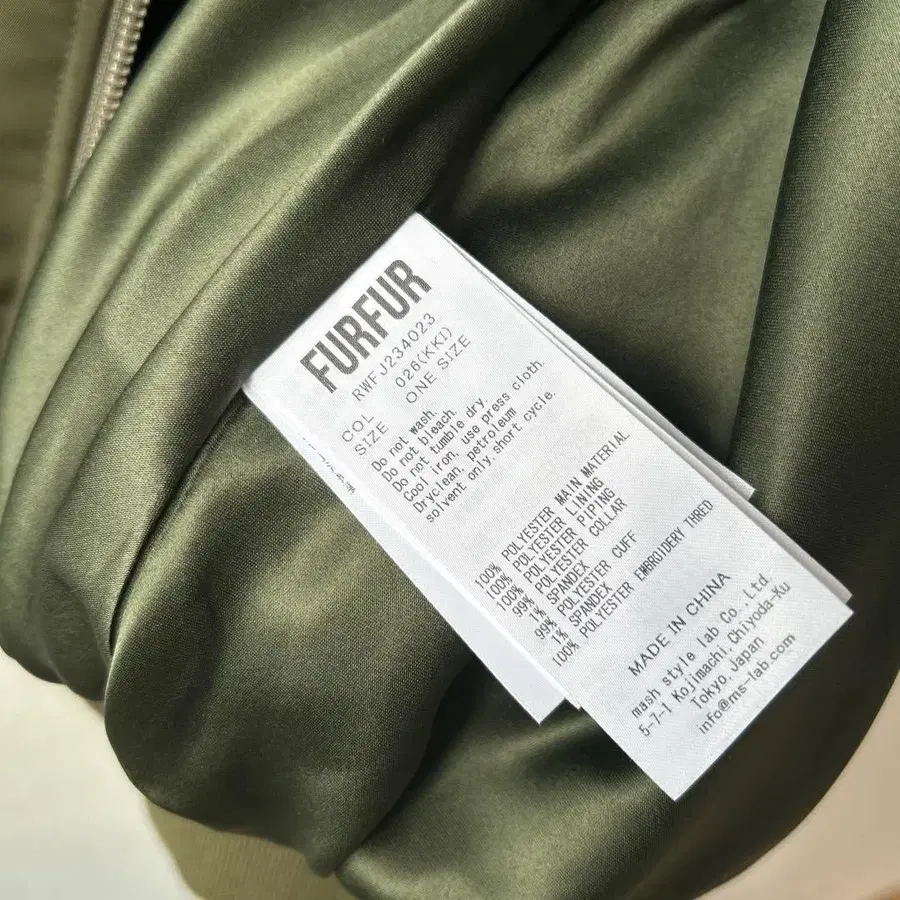 FURFUR
RWFJ234023
COL 026(KKI)
SIZE ONE SIZE
Do not wash.
Do not bleach.
Do not tumble dry.
Cool iron, use press cloth.
Dryclean, petroleum
solvent only, short cycle.
100% POLYESTER MAIN MATERIAL
100% POLYESTER LINING
100% POLYESTER PIPING
99% POLYESTER COLLAR
1% SPANDEX
99% POLYESTER CUFF
1% SPANDEX
100% POLYESTER EMBROIDERY THRED
MADE IN CHINA
mash style lab Co., Ltd.
5-7-1 Kojimachi, Chiyoda-Ku
Tokyo, Japan
info@ms-lab.com